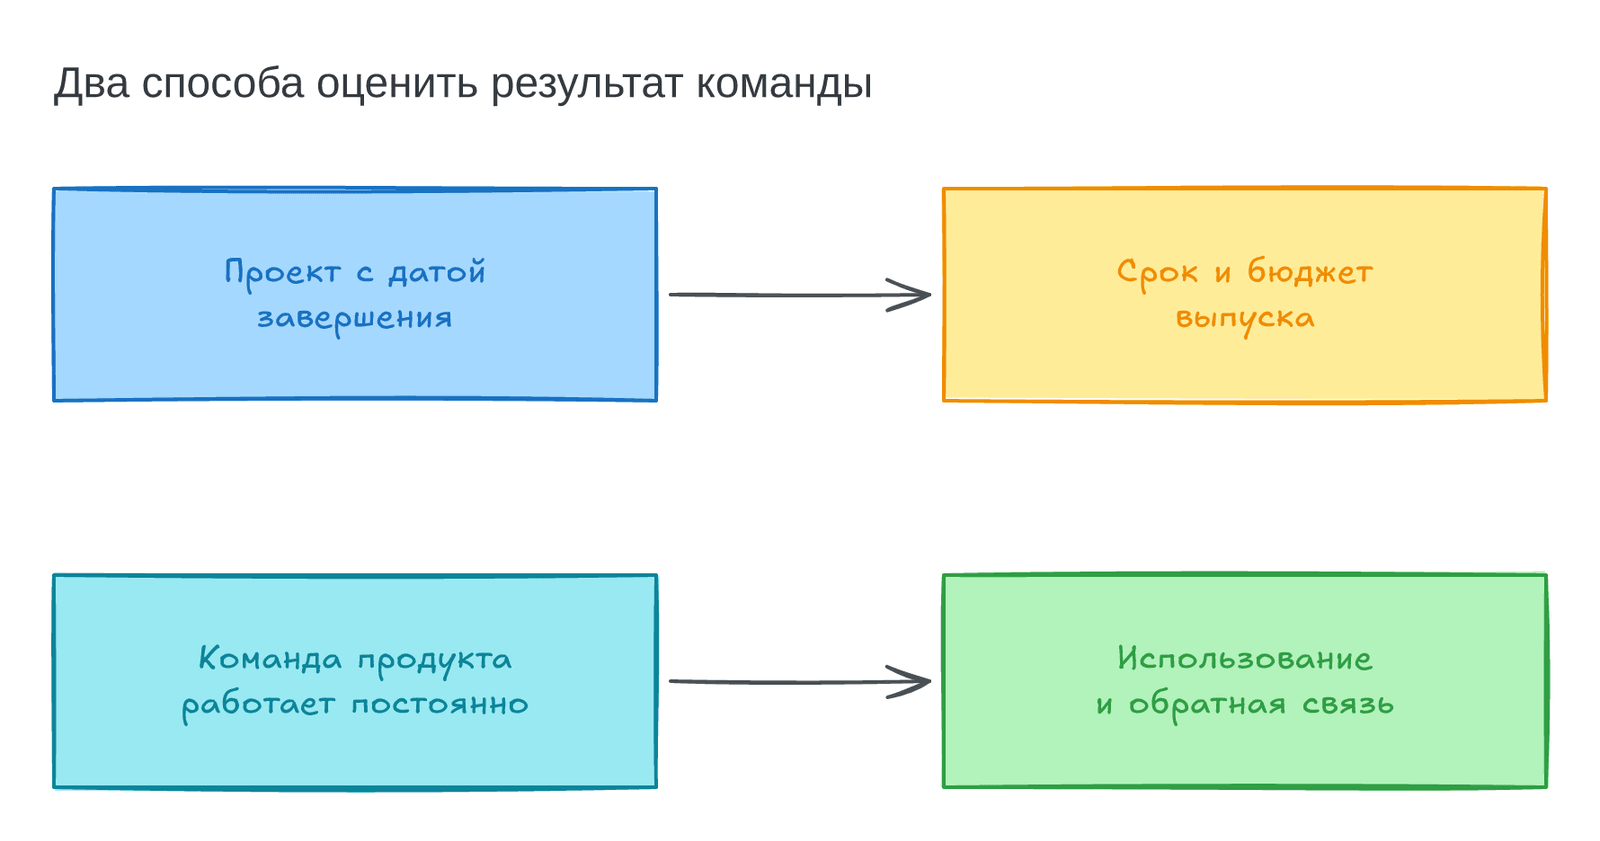 Два способа оценить результат команды
Проект с датой
завершения
Срок и бюджет
выпуска
Команда продукта
работает постоянно
Использование
и обратная связь